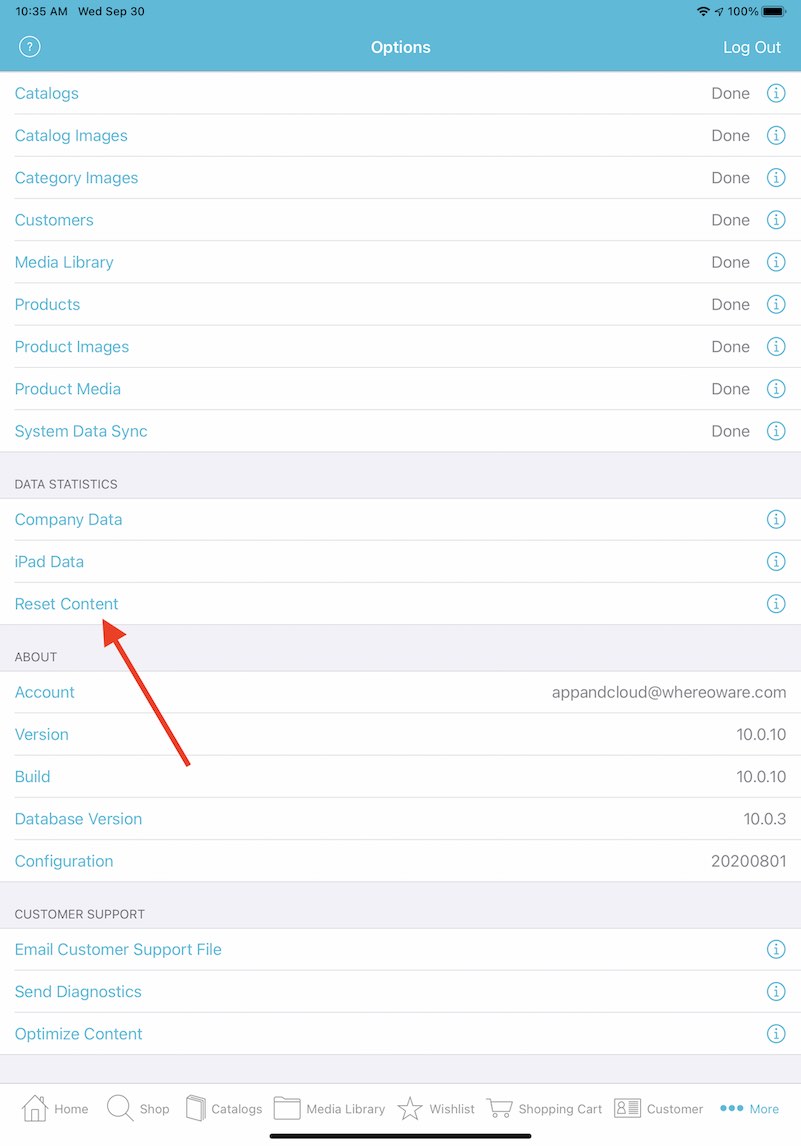 10:35 AM Wed Sep 30 100%
? Options Log Out
Catalogs Done i
Catalog Images Done i
Category Images Done i
Customers Done i
Media Library Done i
Products Done i
Product Images Done i
Product Media Done i
System Data Sync Done i
DATA STATISTICS
Company Data i
iPad Data i
Reset Content i
ABOUT
Account appandcloud@whereoware.com
Version 10.0.10
Build 10.0.10
Database Version 10.0.3
Configuration 20200801
CUSTOMER SUPPORT
Email Customer Support File i
Send Diagnostics i
Optimize Content i
Home Shop Catalogs Media Library Wishlist Shopping Cart Customer More